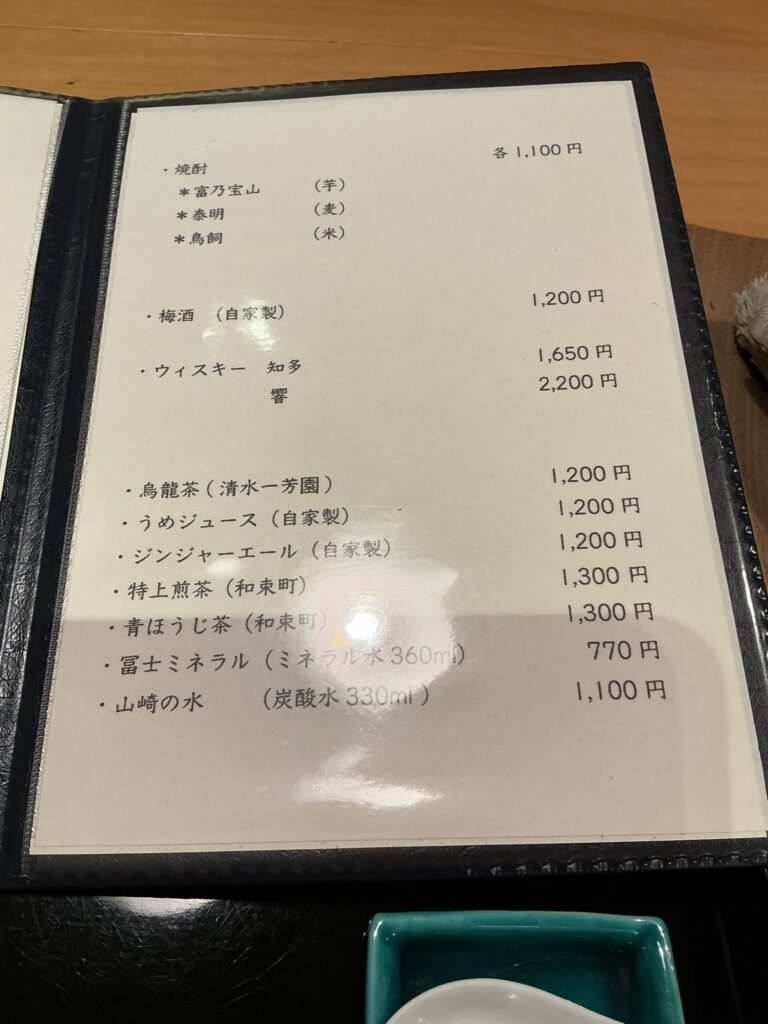 ・焼酎 各 1,100 円
＊富乃宝山 （芋）
＊泰明 （麦）
＊鳥飼 （米）
・梅酒 （自家製） 1,200 円
・ウィスキー 知多 1,650 円
響 2,200 円
・烏龍茶 ( 清水一芳園 ) 1,200 円
・うめジュース（自家製） 1,200 円
・ジンジャーエール（自家製） 1,200 円
・特上煎茶（和束町） 1,300 円
・青ほうじ茶（和束町） 1,300 円
・冨士ミネラル（ミネラル水 360ml） 770 円
・山崎の水 （炭酸水 330ml ） 1,100 円